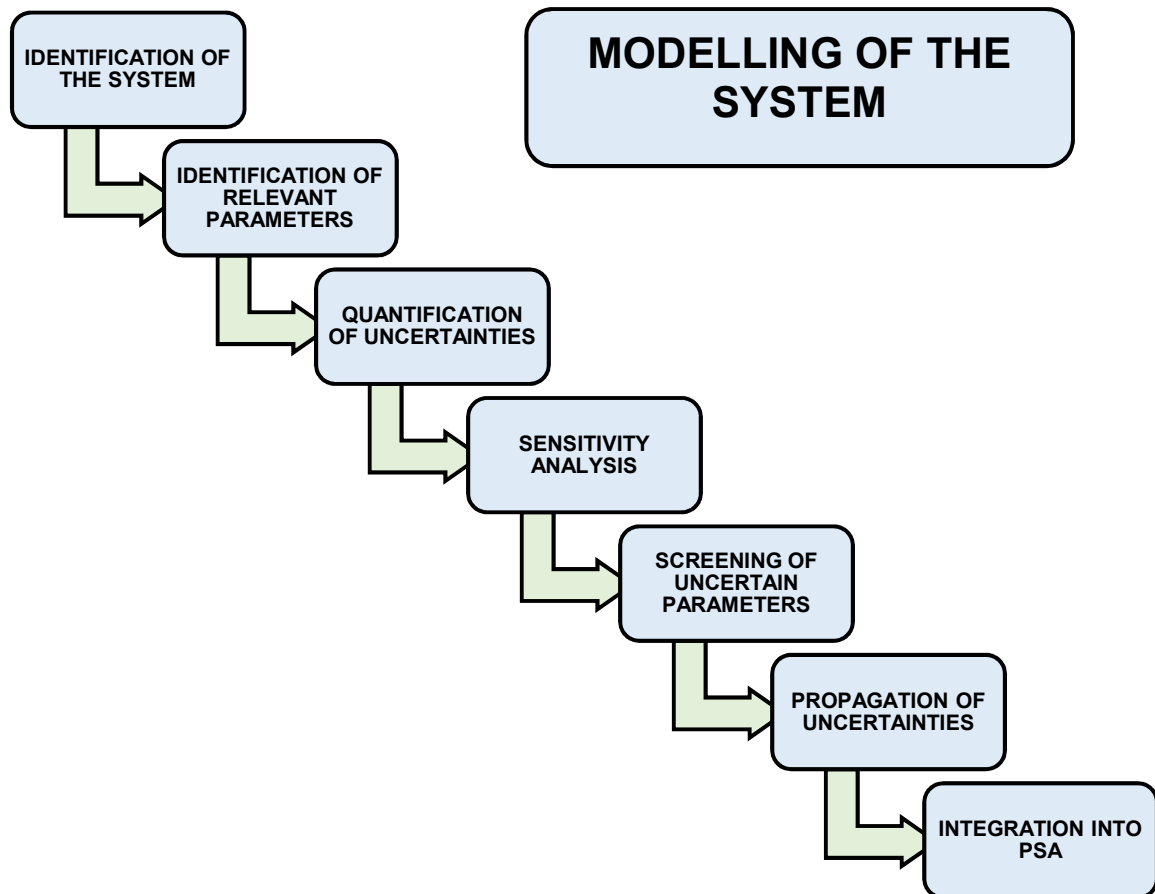 IDENTIFICATION OF
THE SYSTEM
MODELLING OF THE
SYSTEM
IDENTIFICATION OF
RELEVANT
PARAMETERS
QUANTIFICATION
OF UNCERTAINTIES
SENSITIVITY
ANALYSIS
SCREENING OF
UNCERTAIN
PARAMETERS
PROPAGATION OF
UNCERTAINTIES
INTEGRATION INTO
PSA